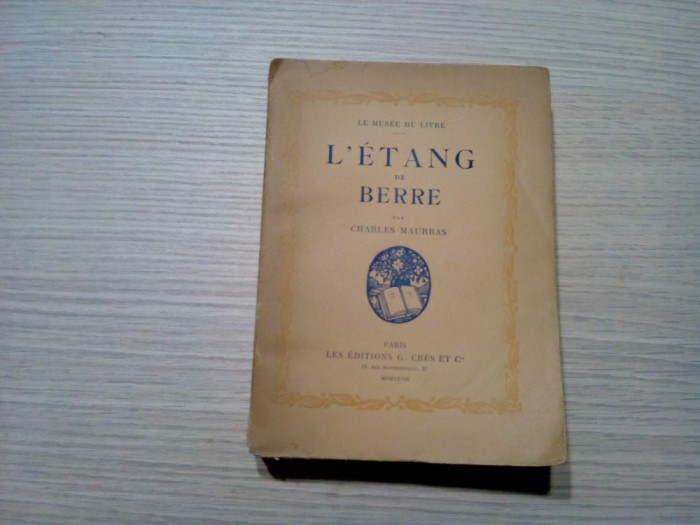 LE MUSÉE DU LIVRE
L'ÉTANG
DE
BERRE
PAR
CHARLES MAURRAS
PARIS
LES ÉDITIONS G. CRÈS ET Cie